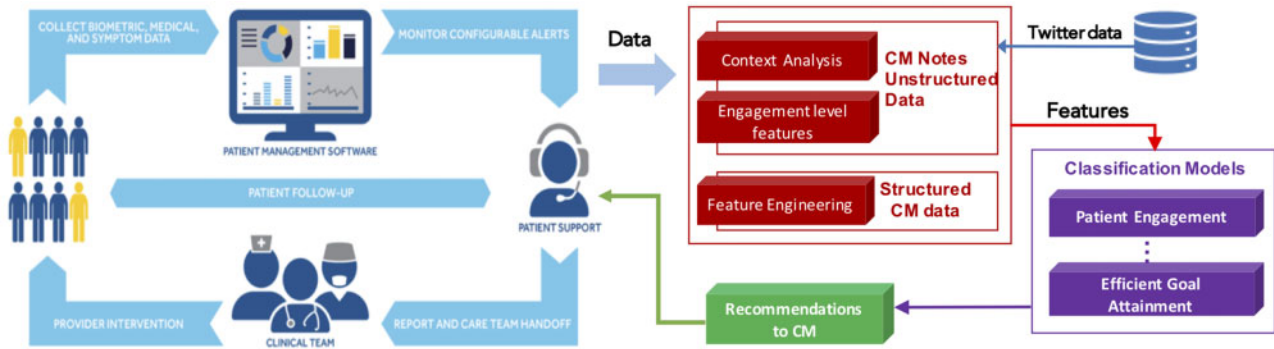 COLLECT BIOMETRIC, MEDICAL,
AND SYMPTOM DATA
MONITOR CONFIGURABLE ALERTS
PATIENT MANAGEMENT SOFTWARE
PATIENT FOLLOW-UP
PATIENT SUPPORT
PROVIDER INTERVENTION
CLINICAL TEAM
REPORT AND CARE TEAM HANDOFF
Data
Context Analysis
Engagement level
features
CM Notes
Unstructured
Data
Feature Engineering
Structured
CM data
Twitter data
Features
Classification Models
Patient Engagement
Efficient Goal
Attainment
Recommendations
to CM